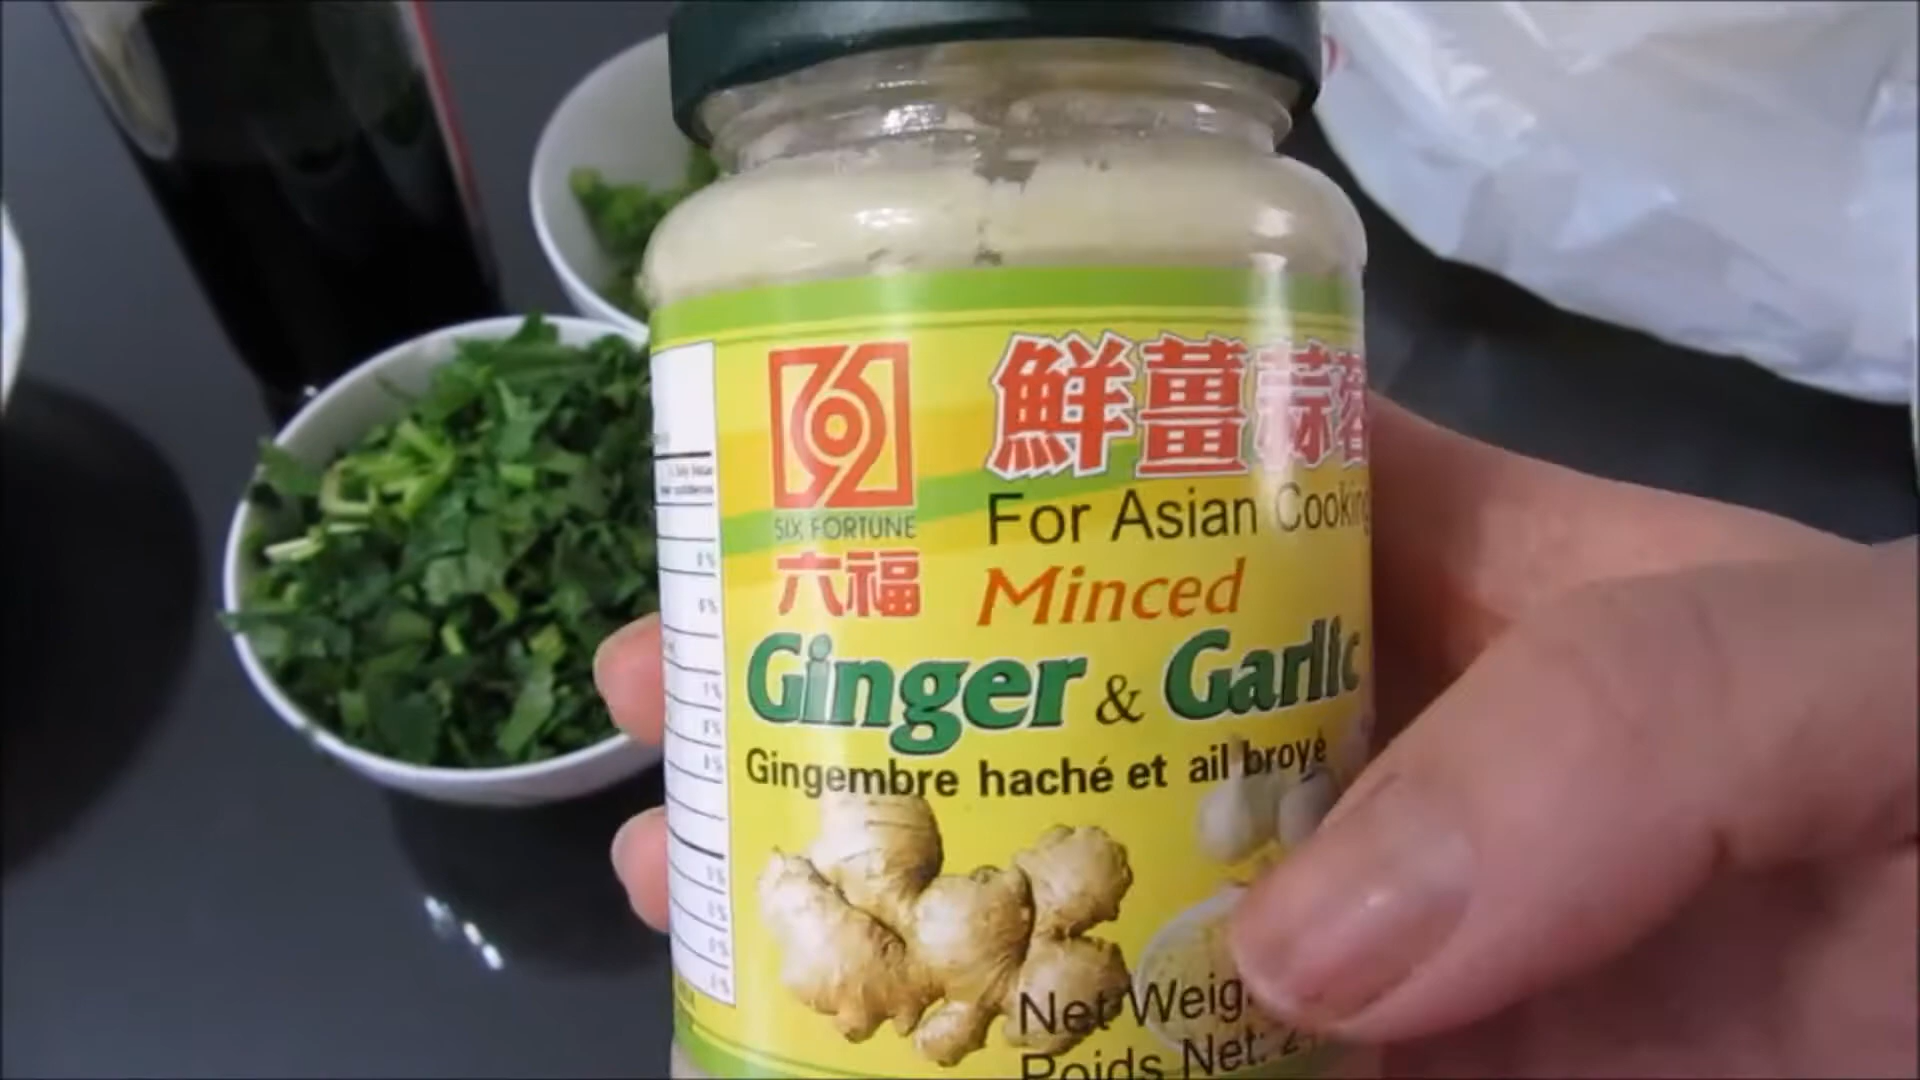 SIX FORTUNE
六福
鮮薑蒜蓉
For Asian Cooking
Minced
Ginger & Garlic
Gingembre haché et ail broyé
Net
Poids Net: